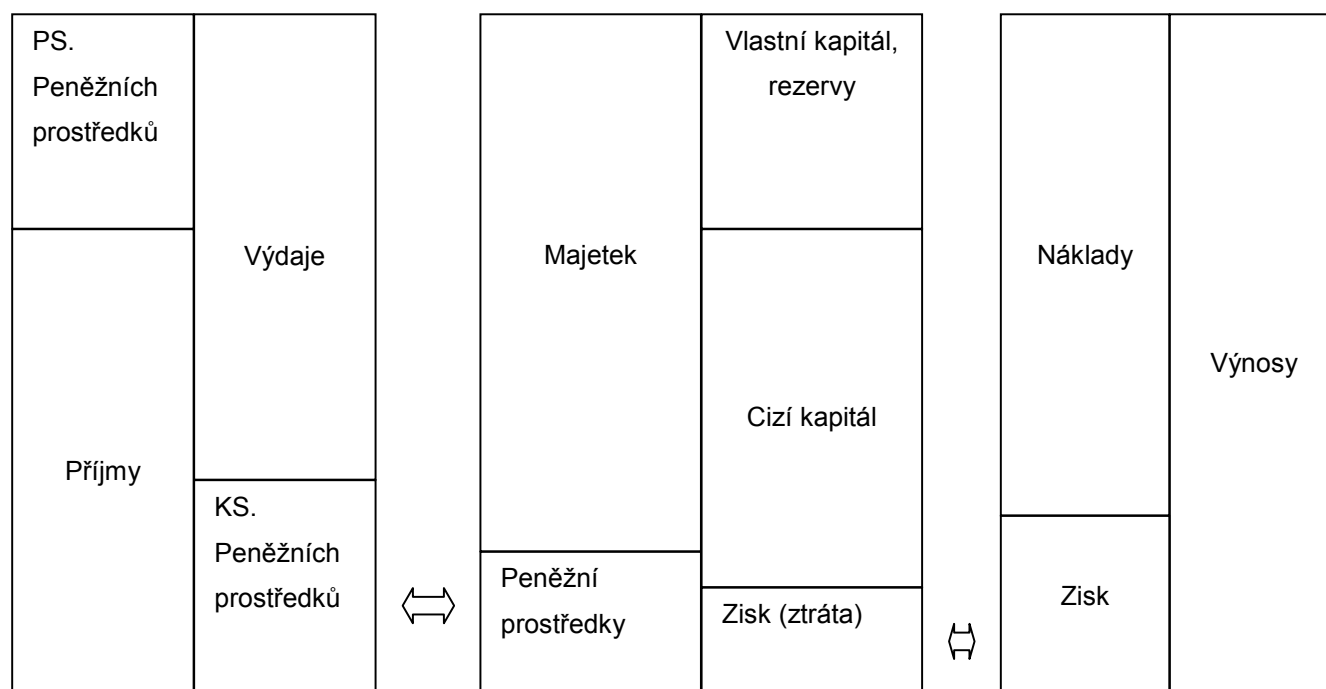 PS.
Peněžních
prostředků
Výdaje
Příjmy
KS.
Peněžních
prostředků
Majetek
Peněžní
prostředky
Vlastní kapitál,
rezervy
Cizí kapitál
Zisk (ztráta)
Náklady
Zisk
Výnosy